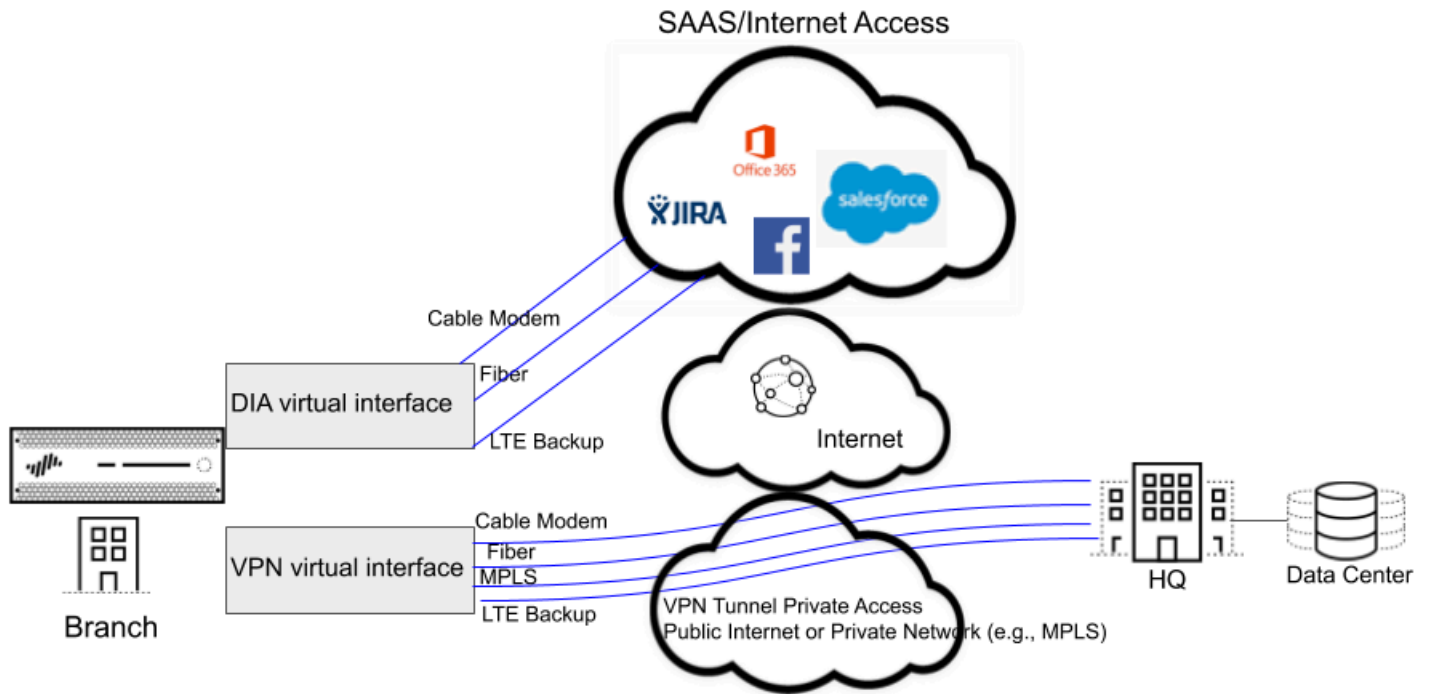 SAAS/Internet Access
Office 365
salesforce
JIRA
f
Cable Modem
Fiber
DIA virtual interface
LTE Backup
Internet
Cable Modem
Fiber
VPN virtual interface
MPLS
LTE Backup
VPN Tunnel Private Access
Public Internet or Private Network (e.g., MPLS)
HQ
Data Center
Branch